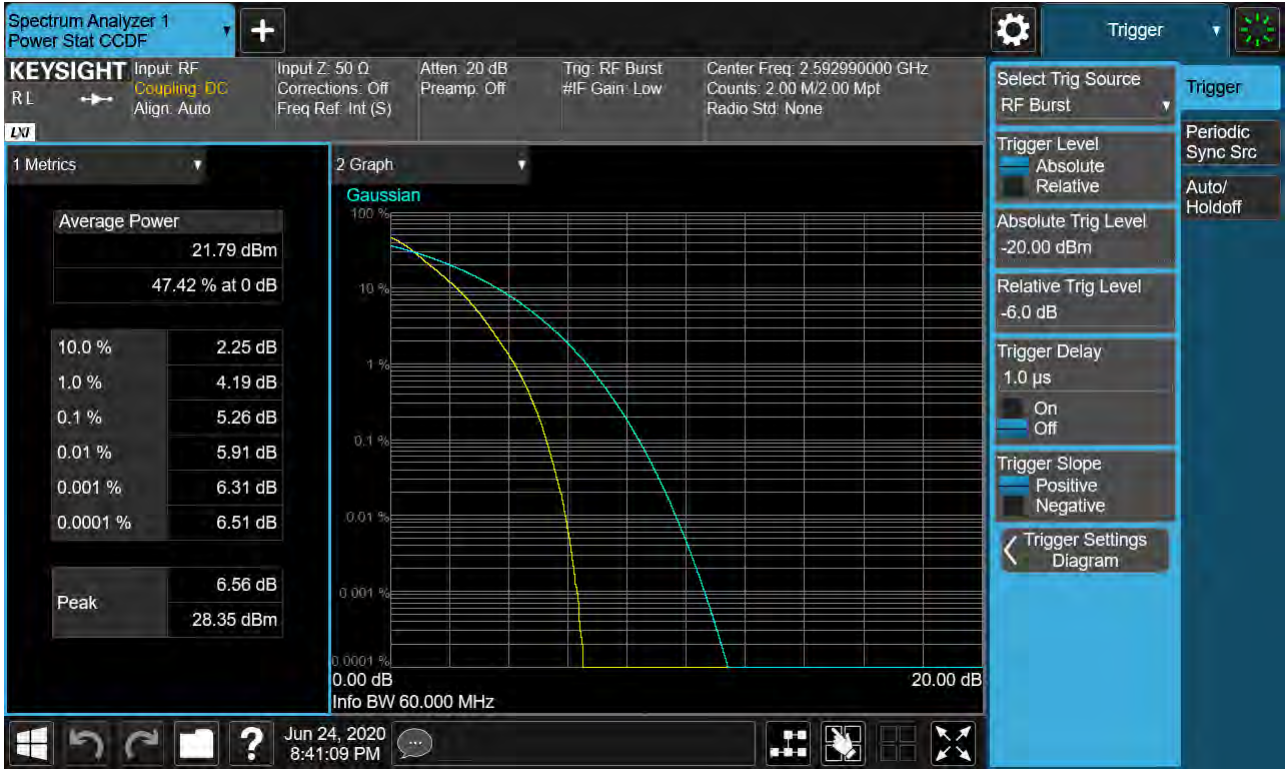 Spectrum Analyzer 1
Power Stat CCDF
+
Trigger
KEYSIGHT
R L
LXI
Input: RF
Coupling: DC
Align: Auto
Input Z: 50 Ω
Corrections: Off
Freq Ref: Int (S)
Atten: 20 dB
Preamp: Off
Trig: RF Burst
#IF Gain: Low
Center Freq: 2.592990000 GHz
Counts: 2.00 M/2.00 Mpt
Radio Std: None
1 Metrics
Average Power
21.79 dBm
47.42 % at 0 dB
10.0 % 2.25 dB
1.0 % 4.19 dB
0.1 % 5.26 dB
0.01 % 5.91 dB
0.001 % 6.31 dB
0.0001 % 6.51 dB
Peak
6.56 dB
28.35 dBm
2 Graph
Gaussian
100 %
10 %
1 %
0.1 %
0.01 %
0.001 %
0.0001 %
0.00 dB 20.00 dB
Info BW 60.000 MHz
Select Trig Source
RF Burst
Trigger Level
Absolute
Relative
Absolute Trig Level
-20.00 dBm
Relative Trig Level
-6.0 dB
Trigger Delay
1.0 µs
On
Off
Trigger Slope
Positive
Negative
Trigger Settings
Diagram
Trigger
Periodic
Sync Src
Auto/
Holdoff
?
Jun 24, 2020
8:41:09 PM